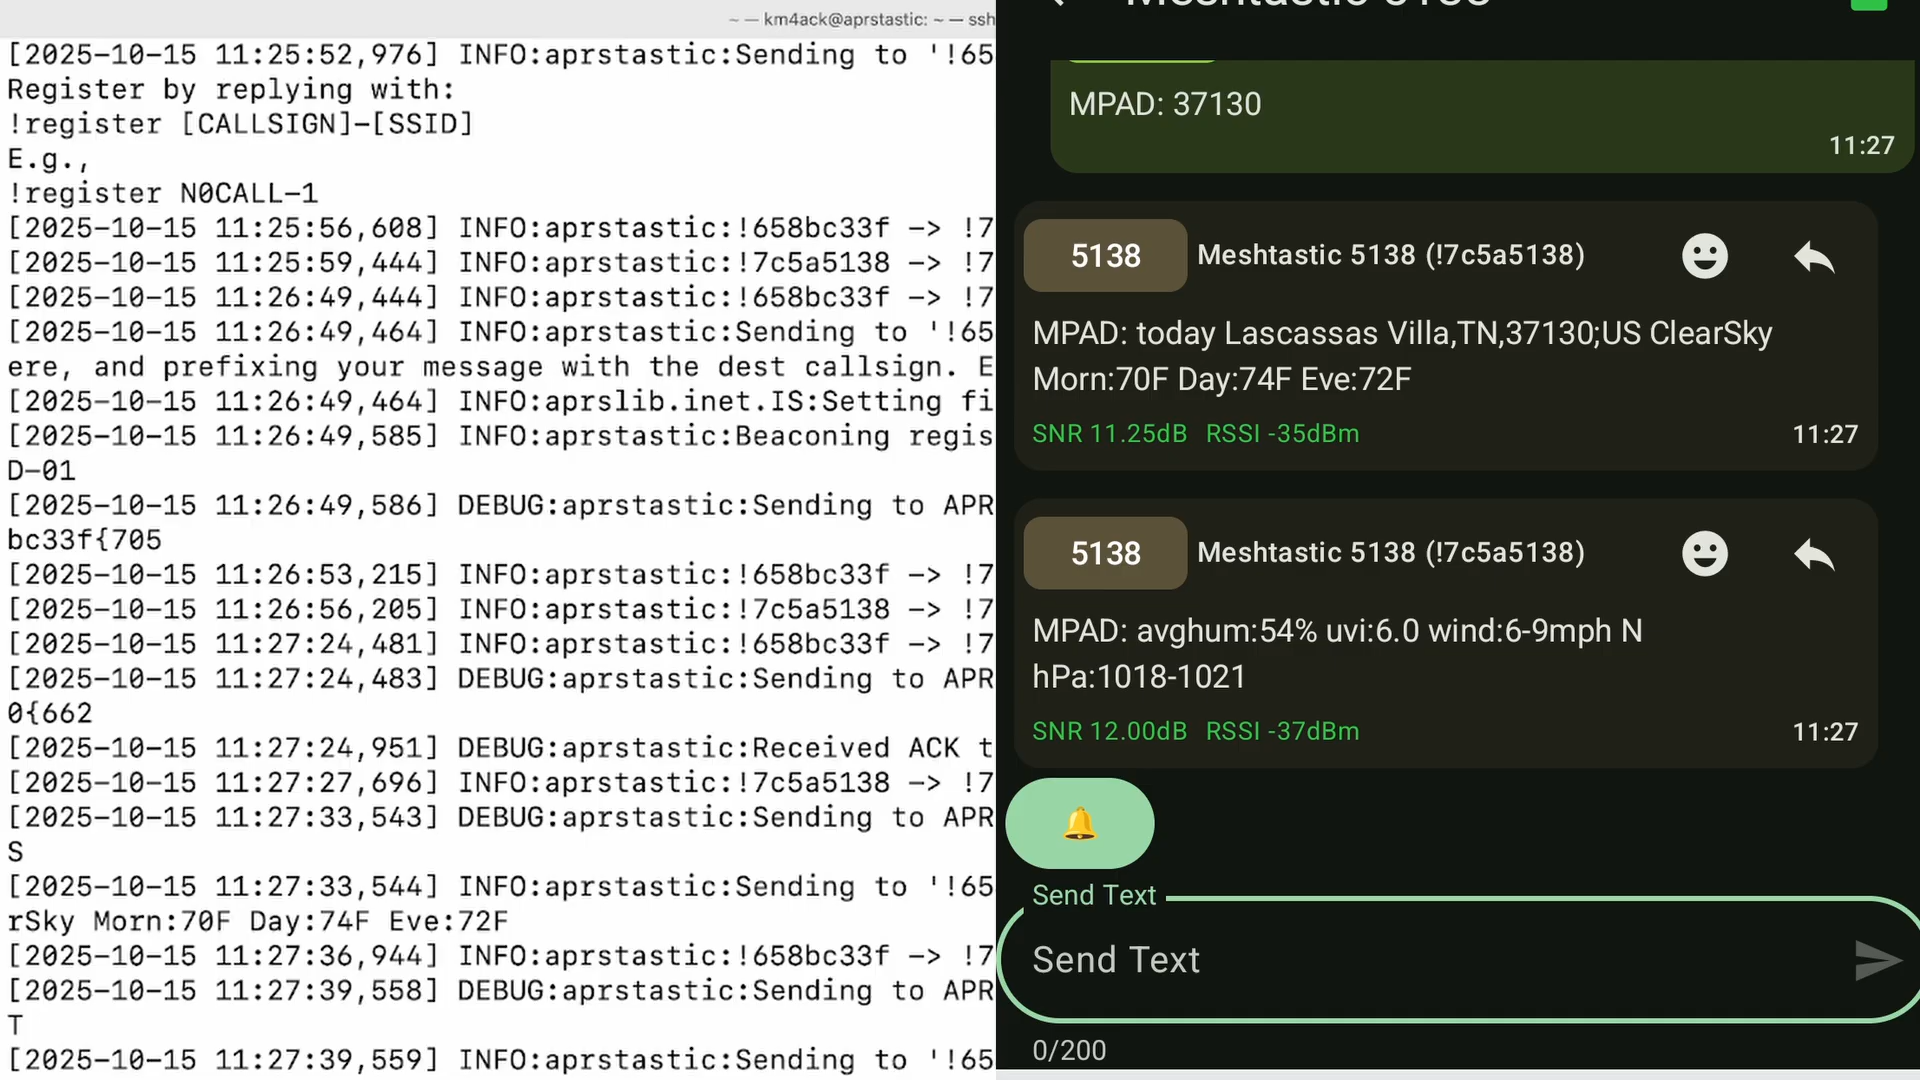 ~ — km4ack@aprstastic: ~ — ssh
[2025-10-15 11:25:52,976] INFO:aprstastic:Sending to '!65
Register by replying with:
!register [CALLSIGN]-[SSID]
E.g.,
!register N0CALL-1
[2025-10-15 11:25:56,608] INFO:aprstastic:!658bc33f -> !7
[2025-10-15 11:25:59,444] INFO:aprstastic:!7c5a5138 -> !7
[2025-10-15 11:26:49,444] INFO:aprstastic:!658bc33f -> !7
[2025-10-15 11:26:49,464] INFO:aprstastic:Sending to '!65
ere, and prefixing your message with the dest callsign. E
[2025-10-15 11:26:49,464] INFO:aprslib.inet.IS:Setting fi
[2025-10-15 11:26:49,585] INFO:aprstastic:Beaconing regis
D-01
[2025-10-15 11:26:49,586] DEBUG:aprstastic:Sending to APR
bc33f{705
[2025-10-15 11:26:53,215] INFO:aprstastic:!658bc33f -> !7
[2025-10-15 11:26:56,205] INFO:aprstastic:!7c5a5138 -> !7
[2025-10-15 11:27:24,481] INFO:aprstastic:!658bc33f -> !7
[2025-10-15 11:27:24,483] DEBUG:aprstastic:Sending to APR
0{662
[2025-10-15 11:27:24,951] DEBUG:aprstastic:Received ACK t
[2025-10-15 11:27:27,696] INFO:aprstastic:!7c5a5138 -> !7
[2025-10-15 11:27:33,543] DEBUG:aprstastic:Sending to APR
S
[2025-10-15 11:27:33,544] INFO:aprstastic:Sending to '!65
rSky Morn:70F Day:74F Eve:72F
[2025-10-15 11:27:36,944] INFO:aprstastic:!658bc33f -> !7
[2025-10-15 11:27:39,558] DEBUG:aprstastic:Sending to APR
T
[2025-10-15 11:27:39,559] INFO:aprstastic:Sending to '!65
Meshtastic 5138
MPAD: 37130
11:27
5138 Meshtastic 5138 (!7c5a5138)
MPAD: today Lascassas Villa,TN,37130;US ClearSky
Morn:70F Day:74F Eve:72F
SNR 11.25dB RSSI -35dBm 11:27
5138 Meshtastic 5138 (!7c5a5138)
MPAD: avghum:54% uvi:6.0 wind:6-9mph N
hPa:1018-1021
SNR 12.00dB RSSI -37dBm 11:27
Send Text
Send Text
0/200